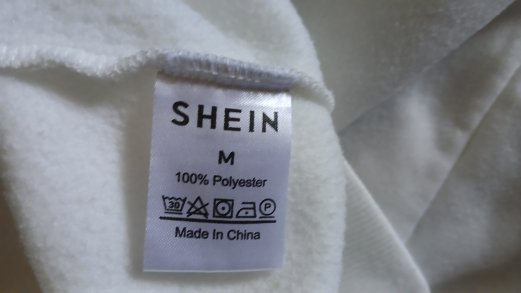 SHEIN
M
100% Polyester
30 P
Made In China